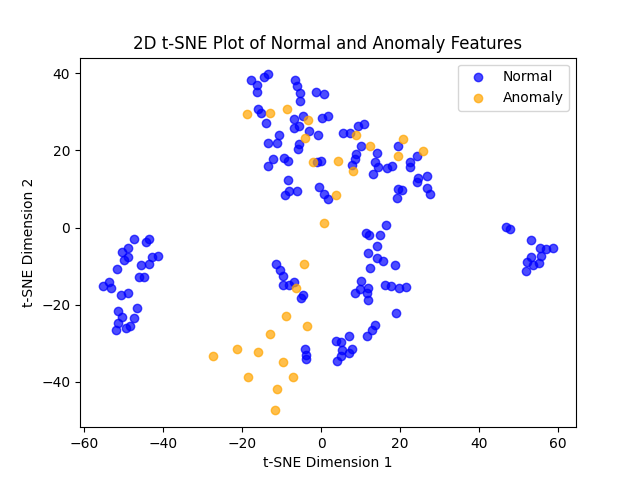 2D t-SNE Plot of Normal and Anomaly Features
Normal
Anomaly
40
20
0
−20
−40
t-SNE Dimension 2
−60
−40
−20
0
20
40
60
t-SNE Dimension 1